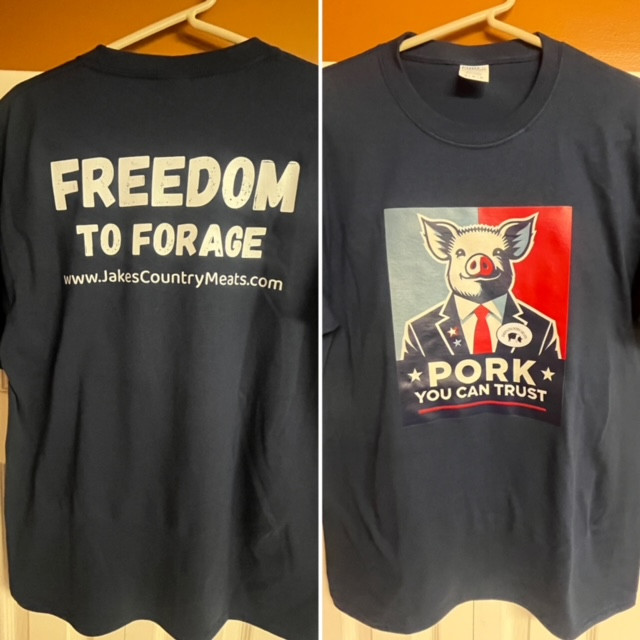 FREEDOM
TO FORAGE
www.JakesCountryMeats.com
PORK
YOU CAN TRUST